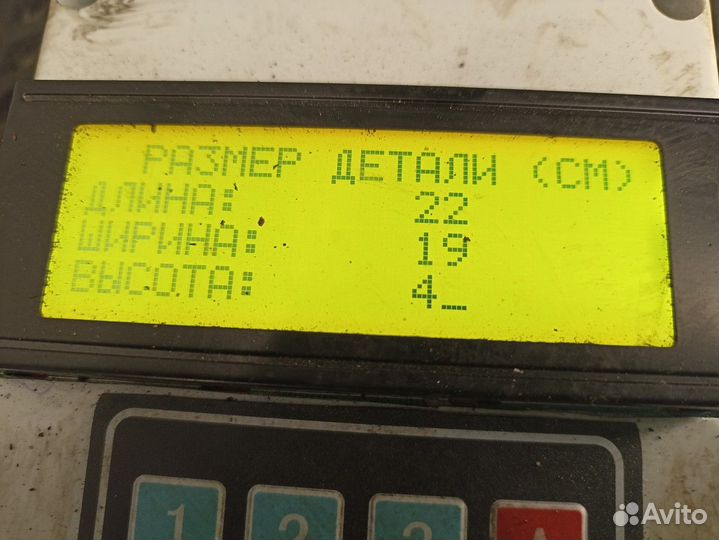 РАЗМЕР ДЕТАЛИ (СМ)
ДЛИНА: 22
ШИРИНА: 19
ВЫСОТА: 4_
1 2 3 A
Avito